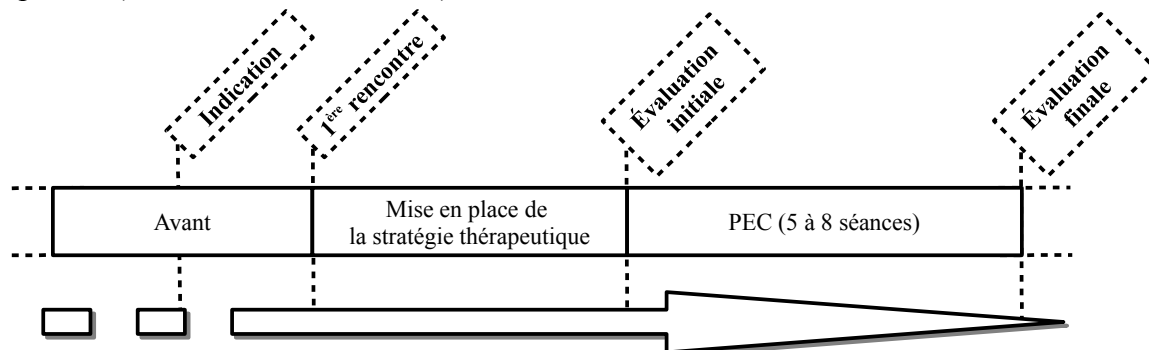 Indication
1ère rencontre
Évaluation
initiale
Évaluation
finale
Avant
Mise en place de
la stratégie thérapeutique
PEC (5 à 8 séances)